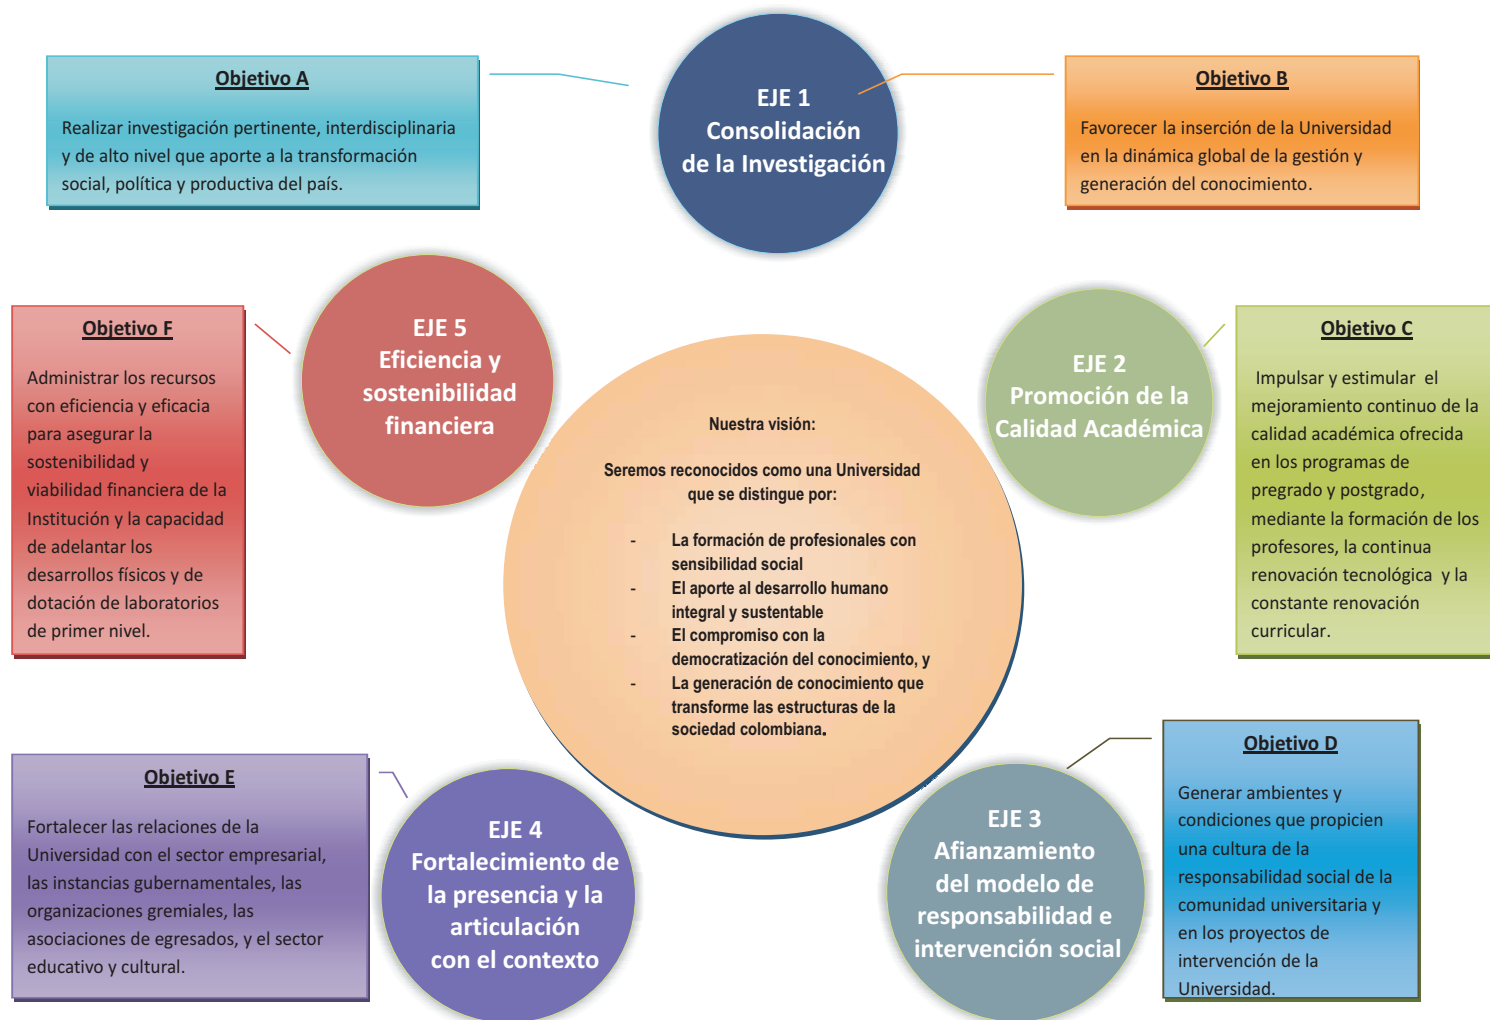 Objetivo A
Realizar investigación pertinente, interdisciplinaria
y de alto nivel que aporte a la transformación
social, política y productiva del país.
EJE 1
Consolidación
de la Investigación
Objetivo B
Favorecer la inserción de la Universidad
en la dinámica global de la gestión y
generación del conocimiento.
Objetivo F
Administrar los recursos
con eficiencia y eficacia
para asegurar la
sostenibilidad y
viabilidad financiera de la
Institución y la capacidad
de adelantar los
desarrollos físicos y de
dotación de laboratorios
de primer nivel.
EJE 5
Eficiencia y
sostenibilidad
financiera
EJE 2
Promoción de la
Calidad Académica
Objetivo C
Impulsar y estimular el
mejoramiento continuo de la
calidad académica ofrecida
en los programas de
pregrado y postgrado,
mediante la formación de los
profesores, la continua
renovación tecnológica y la
constante renovación
curricular.
Nuestra visión:
Seremos reconocidos como una Universidad
que se distingue por:
- La formación de profesionales con
sensibilidad social
- El aporte al desarrollo humano
integral y sustentable
- El compromiso con la
democratización del conocimiento, y
- La generación de conocimiento que
transforme las estructuras de la
sociedad colombiana.
Objetivo E
Fortalecer las relaciones de la
Universidad con el sector empresarial,
las instancias gubernamentales, las
organizaciones gremiales, las
asociaciones de egresados, y el sector
educativo y cultural.
EJE 4
Fortalecimiento de
la presencia y la
articulación
con el contexto
EJE 3
Afianzamiento
del modelo de
responsabilidad e
intervención social
Objetivo D
Generar ambientes y
condiciones que propicien
una cultura de la
responsabilidad social de la
comunidad universitaria y
en los proyectos de
intervención de la
Universidad.